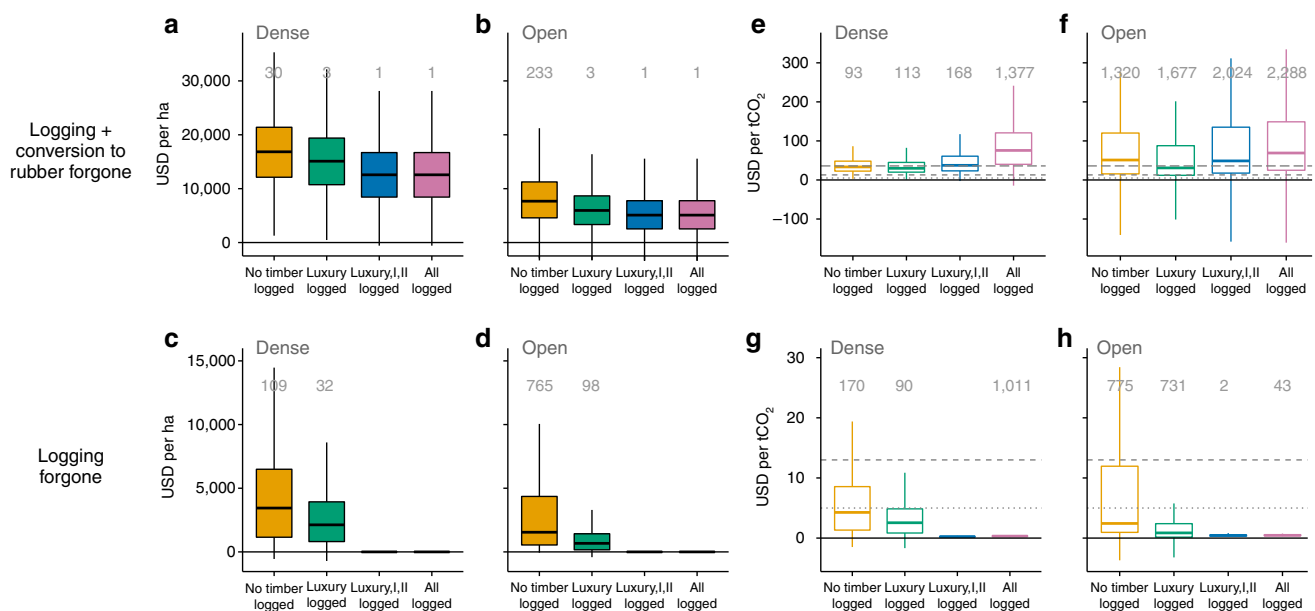 a
Dense
30 3 1 1
20,000
30,000
10,000
0
USD per ha
No timber logged
Luxury logged
Luxury,I,II logged
All logged
b
Open
233 3 1 1
No timber logged
Luxury logged
Luxury,I,II logged
All logged
e
Dense
93 113 168 1,377
300
200
100
0
−100
USD per tCO2
No timber logged
Luxury logged
Luxury,I,II logged
All logged
f
Open
1,320 1,677 2,024 2,288
No timber logged
Luxury logged
Luxury,I,II logged
All logged
Logging +
conversion to
rubber forgone
c
Dense
109 32
15,000
10,000
5,000
0
USD per ha
No timber logged
Luxury logged
Luxury,I,II logged
All logged
d
Open
765 98
No timber logged
Luxury logged
Luxury,I,II logged
All logged
g
Dense
170 90 1,011
30
20
10
0
USD per tCO2
No timber logged
Luxury logged
Luxury,I,II logged
All logged
h
Open
775 731 2 43
No timber logged
Luxury logged
Luxury,I,II logged
All logged
Logging
forgone